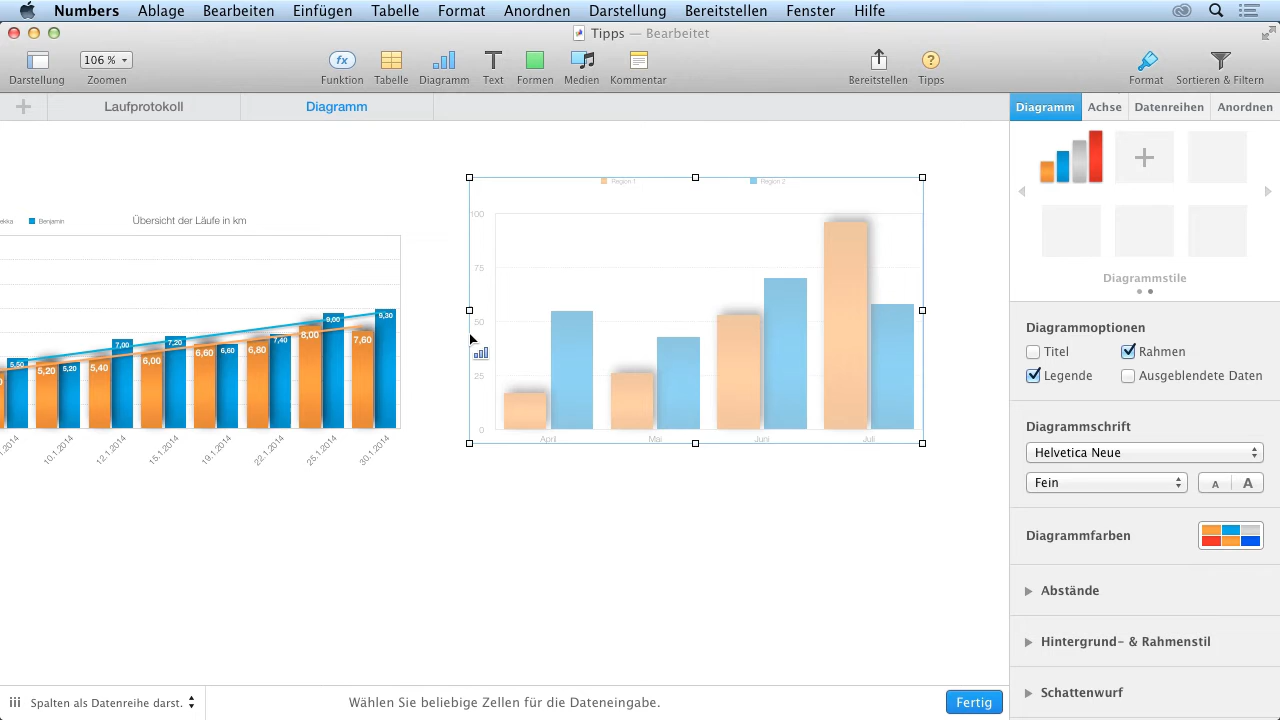 Numbers Ablage Bearbeiten Einfügen Tabelle Format Anordnen Darstellung Bereitstellen Fenster Hilfe
Tipps — Bearbeitet
106 %
fx
Darstellung Zoomen Funktion Tabelle Diagramm Text Formen Medien Kommentar Bereitstellen Tipps Format Sortieren & Filtern
Laufprotokoll Diagramm
Diagramm Achse Datenreihen Anordnen
Benjamin Übersicht der Läufe in km
5,50 5,20 5,20 5,40 7,00 6,00 7,20 6,60 6,60 6,80 7,40 8,00 9,00 7,60 9,30
10.1.2014 12.1.2014 15.1.2014 19.1.2014 22.1.2014 25.1.2014 30.1.2014
Region 1 Region 2
100
75
50
25
0
April Mai Juni Juli
Diagrammstile
Diagrammoptionen
Titel Rahmen
Legende Ausgeblendete Daten
Diagrammschrift
Helvetica Neue
Fein A A
Diagrammfarben
Abstände
Hintergrund- & Rahmenstil
Schattenwurf
Spalten als Datenreihe darst. Wählen Sie beliebige Zellen für die Dateneingabe. Fertig